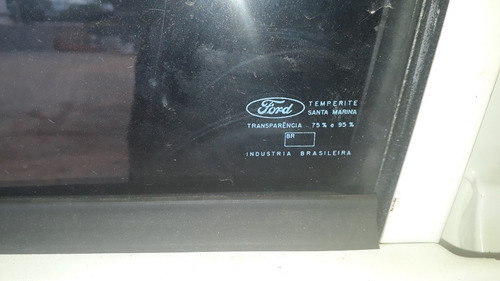 Ford TEMPERITE
SANTA MARINA
TRANSPARÊNCIA 75% a 95%
BR
INDUSTRIA BRASILEIRA